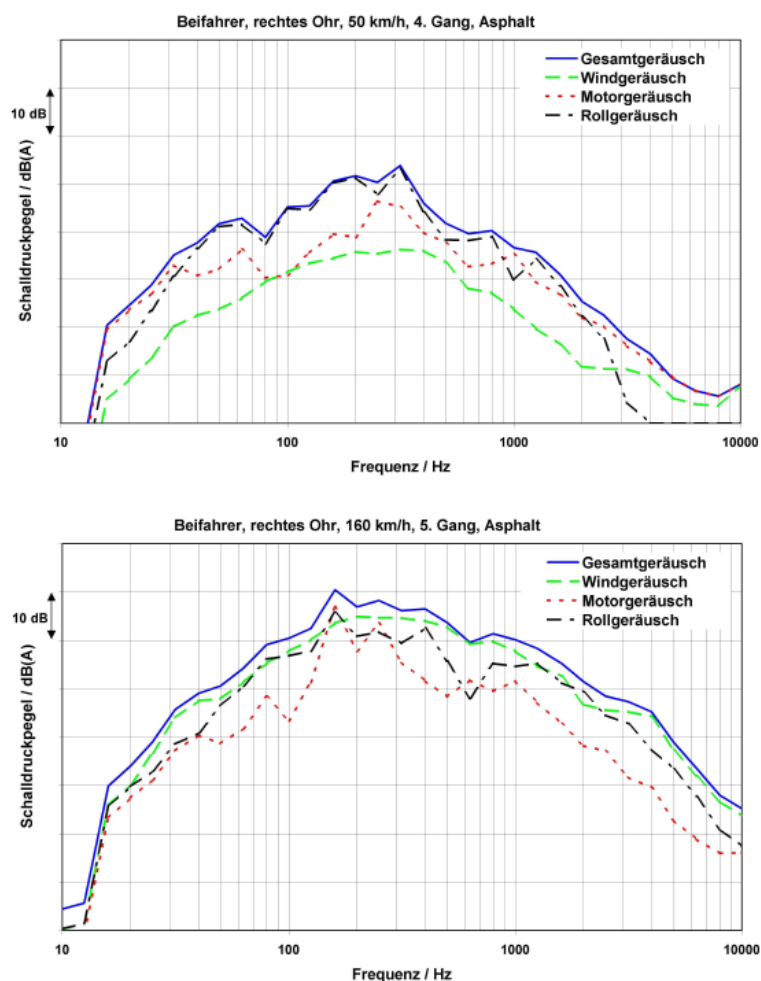 Beifahrer, rechtes Ohr, 50 km/h, 4. Gang, Asphalt
Gesamtgeräusch
Windgeräusch
Motorgeräusch
Rollgeräusch
10 dB
Schalldruckpegel / dB(A)
10
100
1000
10000
Frequenz / Hz
Beifahrer, rechtes Ohr, 160 km/h, 5. Gang, Asphalt
Gesamtgeräusch
Windgeräusch
Motorgeräusch
Rollgeräusch
10 dB
Schalldruckpegel / dB(A)
10
100
1000
10000
Frequenz / Hz